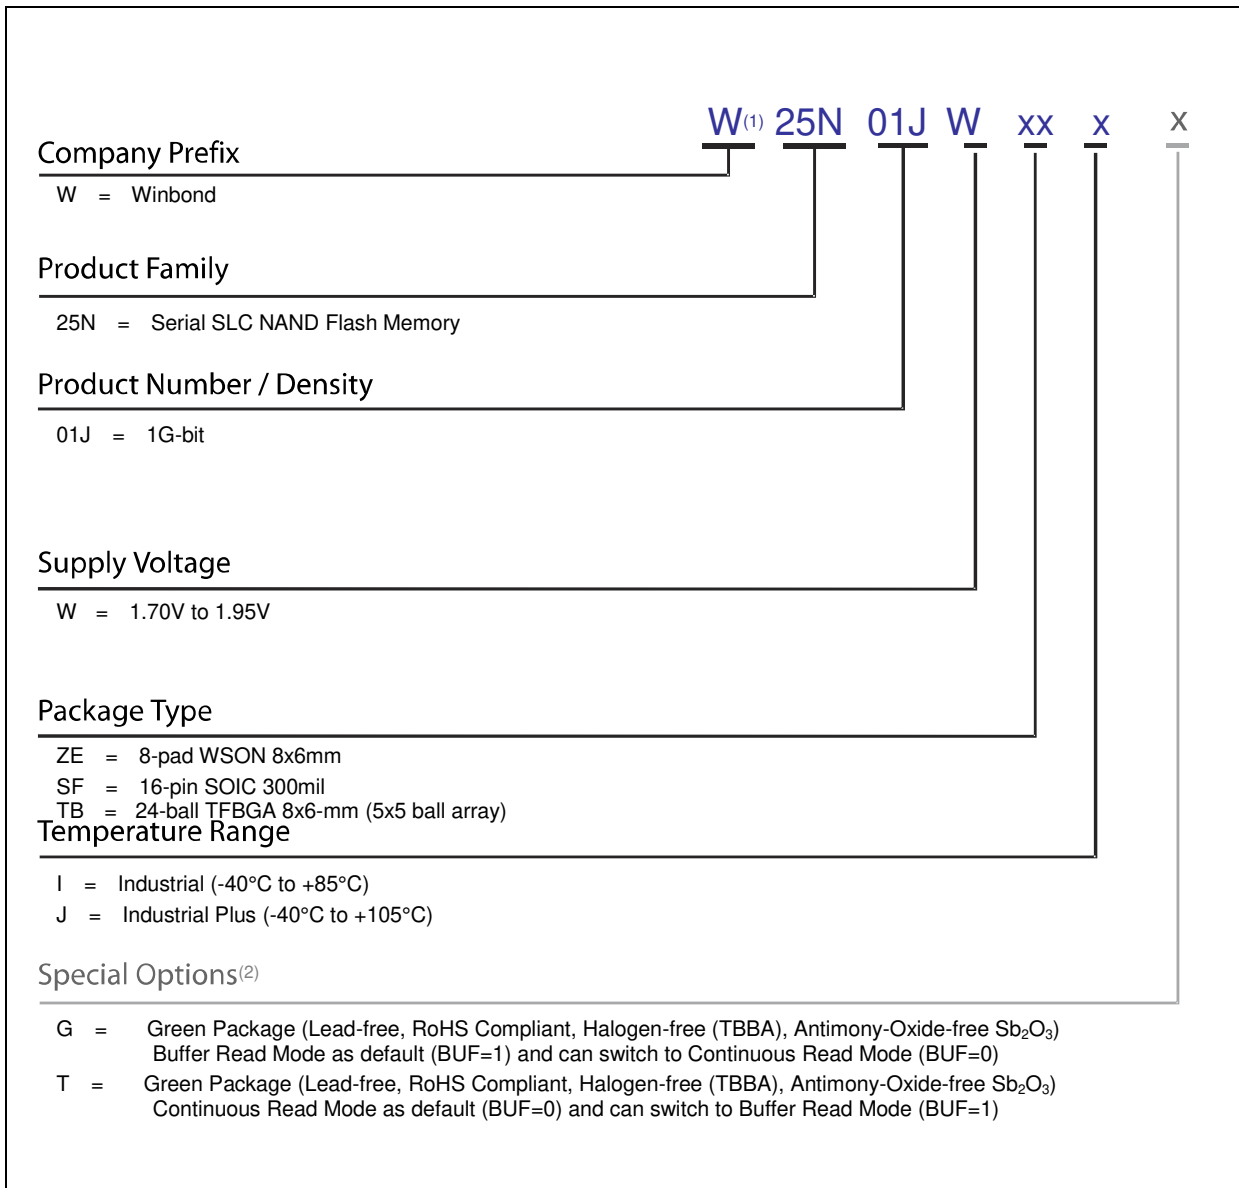 W(1) 25N 01J W xx x x
Company Prefix
W = Winbond
Product Family
25N = Serial SLC NAND Flash Memory
Product Number / Density
01J = 1G-bit
Supply Voltage
W = 1.70V to 1.95V
Package Type
ZE = 8-pad WSON 8x6mm
SF = 16-pin SOIC 300mil
TB = 24-ball TFBGA 8x6-mm (5x5 ball array)
Temperature Range
I = Industrial (-40°C to +85°C)
J = Industrial Plus (-40°C to +105°C)
Special Options(2)
G = Green Package (Lead-free, RoHS Compliant, Halogen-free (TBBA), Antimony-Oxide-free Sb₂O₃)
Buffer Read Mode as default (BUF=1) and can switch to Continuous Read Mode (BUF=0)
T = Green Package (Lead-free, RoHS Compliant, Halogen-free (TBBA), Antimony-Oxide-free Sb₂O₃)
Continuous Read Mode as default (BUF=0) and can switch to Buffer Read Mode (BUF=1)